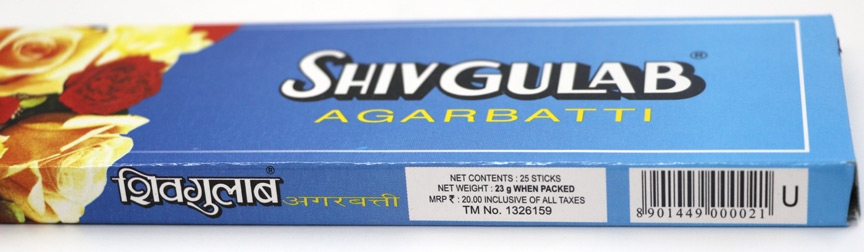 SHIVGULAB®
AGARBATTI
शिवगुलाब® अगरबत्ती
NET CONTENTS : 25 STICKS
NET WEIGHT : 23 g WHEN PACKED
MRP ₹ : 20.00 INCLUSIVE OF ALL TAXES
TM No. 1326159
8 901449 000021
U